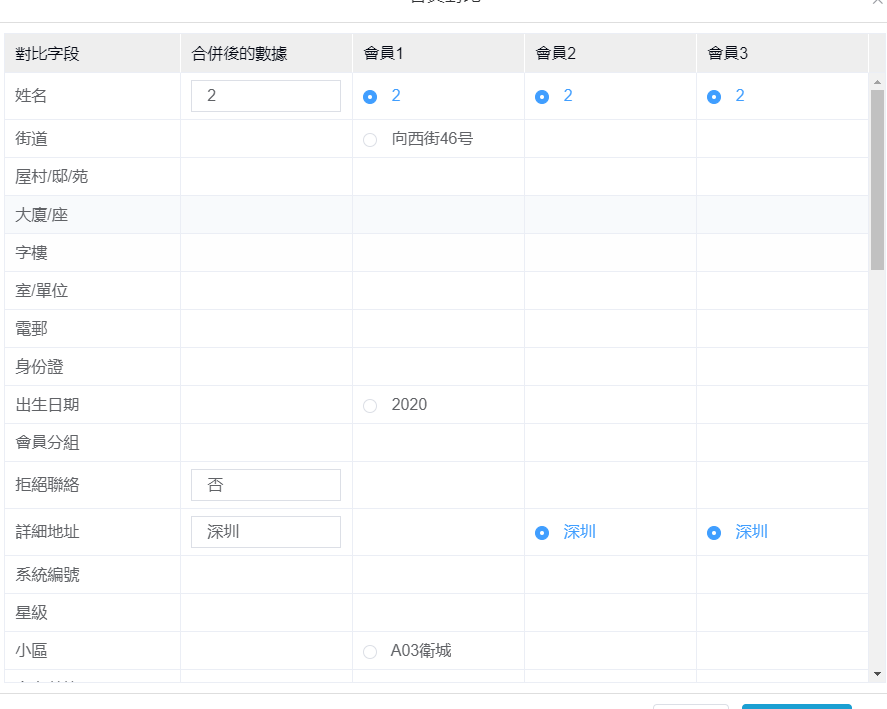 對比字段 合併後的數據 會員1 會員2 會員3
姓名 2 2 2 2
街道 向西街46号
屋村/邸/苑
大廈/座
字樓
室/單位
電郵
身份證
出生日期 2020
會員分組
拒絕聯絡 否
詳細地址 深圳 深圳 深圳
系統編號
星級
小區 A03衛城